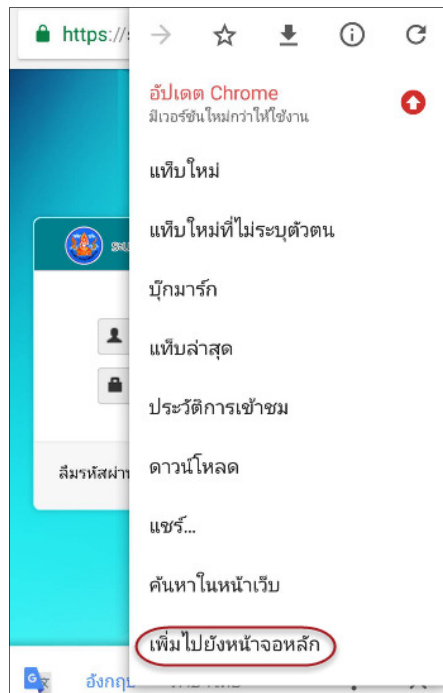 https://
อัปเดต Chrome
มีเวอร์ชันใหม่กว่าให้ใช้งาน
แท็บใหม่
แท็บใหม่ที่ไม่ระบุตัวตน
บุ๊กมาร์ก
แท็บล่าสุด
ประวัติการเข้าชม
ดาวน์โหลด
ลืมรหัสผ่าน
แชร์...
ค้นหาในหน้าเว็บ
เพิ่มไปยังหน้าจอหลัก